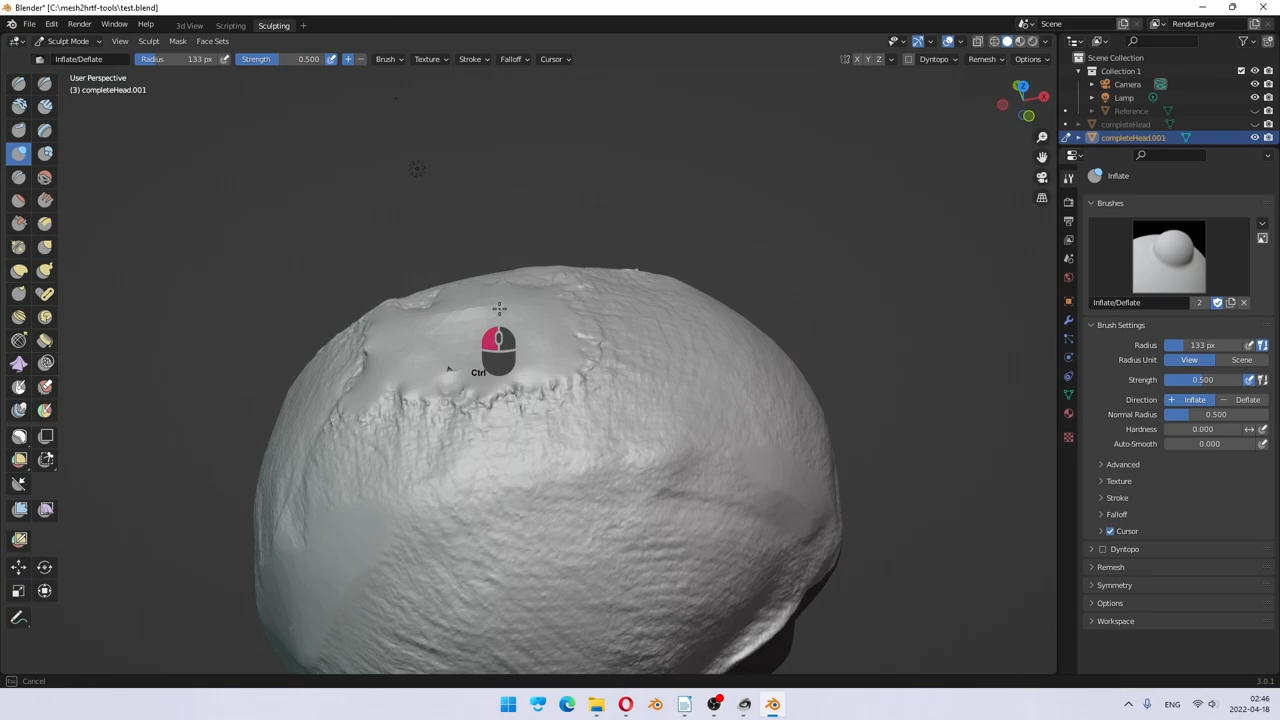 Blender* [C:\mesh2hrtf-tools\test.blend]
File Edit Render Window Help 3d View Scripting Sculpting + Scene RenderLayer
Sculpt Mode View Sculpt Mask Face Sets
Inflate/Deflate Radius 133 px Strength 0.500 + − Brush Texture Stroke Falloff Cursor X Y Z Dyntopo Remesh Options
User Perspective
(3) completeHead.001
Z X
Ctrl
Scene Collection
Collection 1
Camera
Lamp
Reference
completeHead
completeHead.001
Inflate
Brushes
Inflate/Deflate 2
Brush Settings
Radius 133 px
Radius Unit View Scene
Strength 0.500
Direction + Inflate − Deflate
Normal Radius 0.500
Hardness 0.000
Auto-Smooth 0.000
Advanced
Texture
Stroke
Falloff
Cursor
Dyntopo
Remesh
Symmetry
Options
Workspace
Esc Cancel 3.0.1
ENG 02:46
2022-04-18